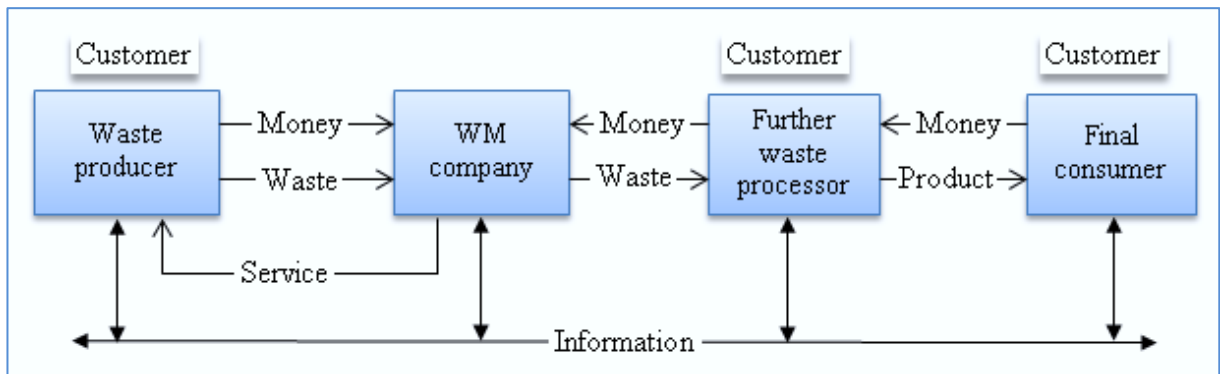 Customer
Customer
Customer
Waste
producer
Money
Waste
WM
company
Money
Waste
Further
waste
processor
Money
Product
Final
consumer
Service
Information